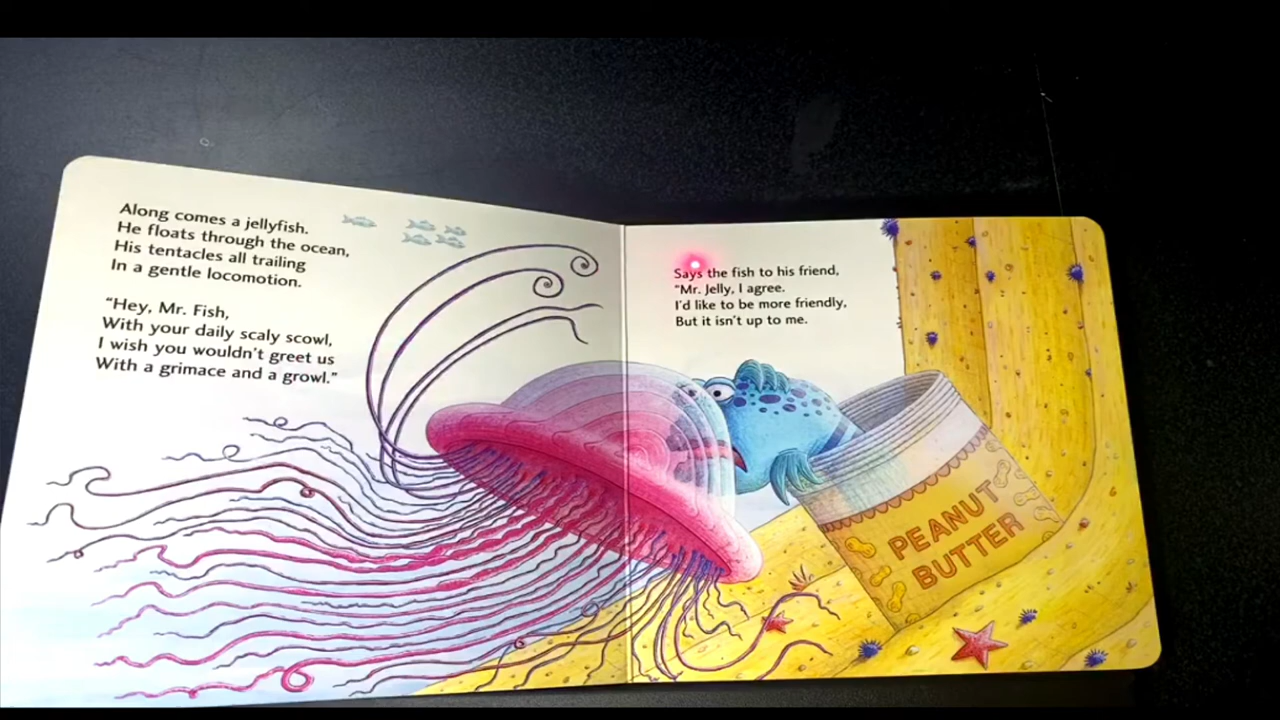 Along comes a jellyfish.
He floats through the ocean,
His tentacles all trailing
In a gentle locomotion.
“Hey, Mr. Fish,
With your daily scaly scowl,
I wish you wouldn’t greet us
With a grimace and a growl.”
Says the fish to his friend,
“Mr. Jelly, I agree.
I’d like to be more friendly,
But it isn’t up to me.
PEANUT
BUTTER